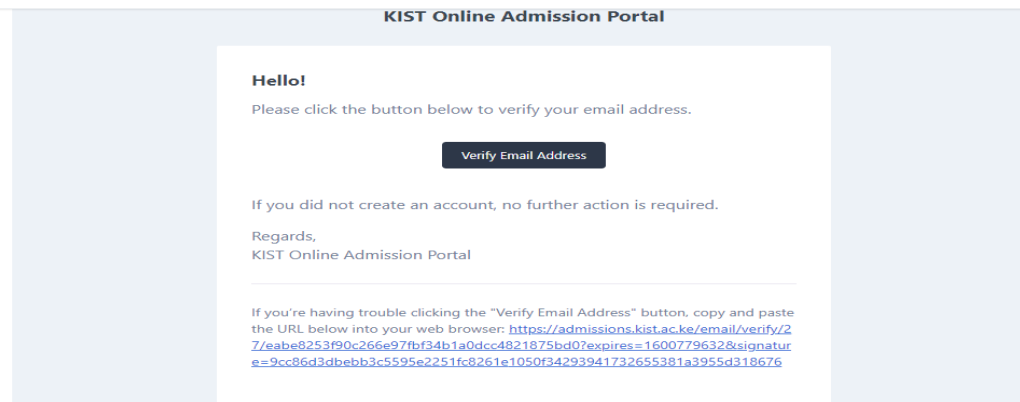 KIST Online Admission Portal
Hello!
Please click the button below to verify your email address.
Verify Email Address
If you did not create an account, no further action is required.
Regards,
KIST Online Admission Portal
If you're having trouble clicking the "Verify Email Address" button, copy and paste
the URL below into your web browser: https://admissions.kist.ac.ke/email/verify/2
7/eabe8253f90c266e97fbf34b1a0dcc4821875bd0?expires=1600779632&signatur
e=9cc86d3dbebb3c5595e2251fc8261e1050f34293941732655381a3955d318676